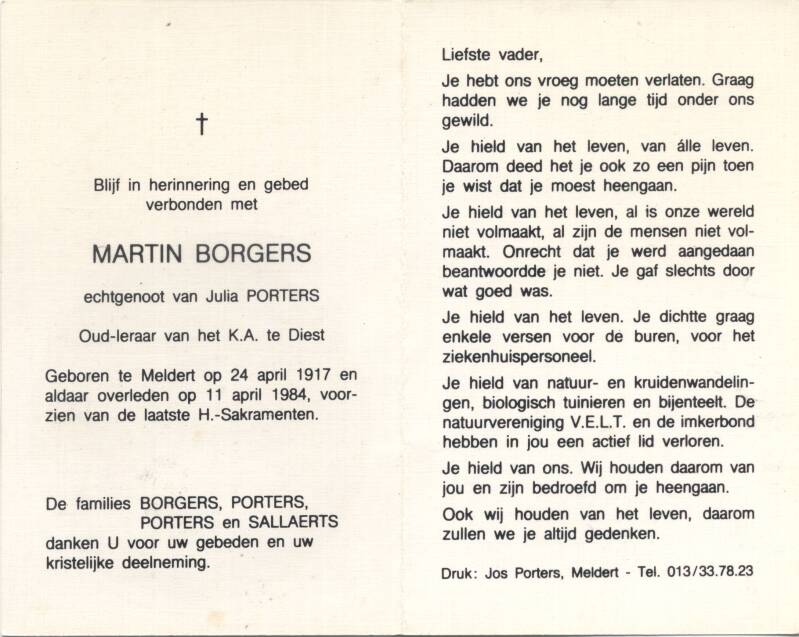 Blijf in herinnering en gebed
verbonden met
MARTIN BORGERS
echtgenoot van Julia PORTERS
Oud-leraar van het K.A. te Diest
Geboren te Meldert op 24 april 1917 en
aldaar overleden op 11 april 1984, voor-
zien van de laatste H.-Sakramenten.
De families BORGERS, PORTERS,
PORTERS en SALLAERTS
danken U voor uw gebeden en uw
kristelijke deelneming.
Liefste vader,
Je hebt ons vroeg moeten verlaten. Graag
hadden we je nog lange tijd onder ons
gewild.
Je hield van het leven, van álle leven.
Daarom deed het je ook zo een pijn toen
je wist dat je moest heengaan.
Je hield van het leven, al is onze wereld
niet volmaakt, al zijn de mensen niet vol-
maakt. Onrecht dat je werd aangedaan
beantwoordde je niet. Je gaf slechts door
wat goed was.
Je hield van het leven. Je dichtte graag
enkele versen voor de buren, voor het
ziekenhuispersoneel.
Je hield van natuur- en kruidenwandelin-
gen, biologisch tuinieren en bijenteelt. De
natuurvereniging V.E.L.T. en de imkerbond
hebben in jou een actief lid verloren.
Je hield van ons. Wij houden daarom van
jou en zijn bedroefd om je heengaan.
Ook wij houden van het leven, daarom
zullen we je altijd gedenken.
Druk: Jos Porters, Meldert - Tel. 013/33.78.23